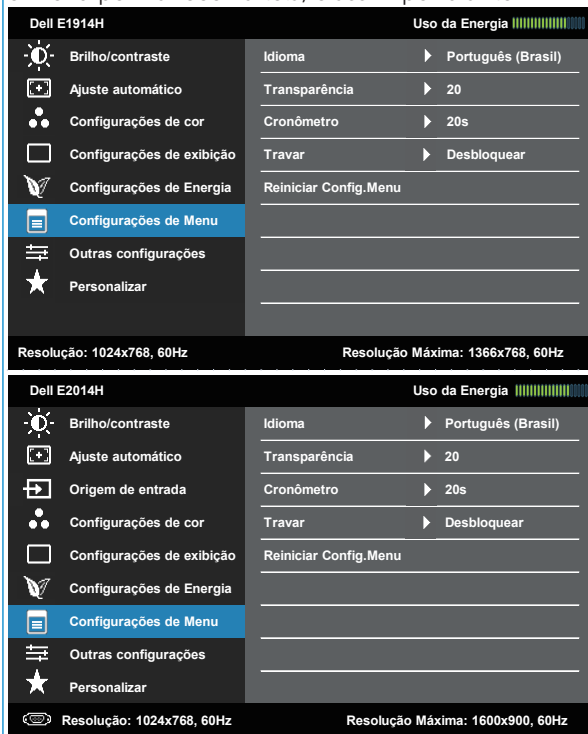 Dell E1914H Uso da Energia
Brilho/contraste Idioma Português (Brasil)
Ajuste automático Transparência 20
Configurações de cor Cronômetro 20s
Configurações de exibição Travar Desbloquear
Configurações de Energia Reiniciar Config.Menu
Configurações de Menu
Outras configurações
Personalizar
Resolução: 1024x768, 60Hz Resolução Máxima: 1366x768, 60Hz
Dell E2014H Uso da Energia
Brilho/contraste Idioma Português (Brasil)
Ajuste automático Transparência 20
Origem de entrada Cronômetro 20s
Configurações de cor Travar Desbloquear
Configurações de exibição Reiniciar Config.Menu
Configurações de Energia
Configurações de Menu
Outras configurações
Personalizar
Resolução: 1024x768, 60Hz Resolução Máxima: 1600x900, 60Hz